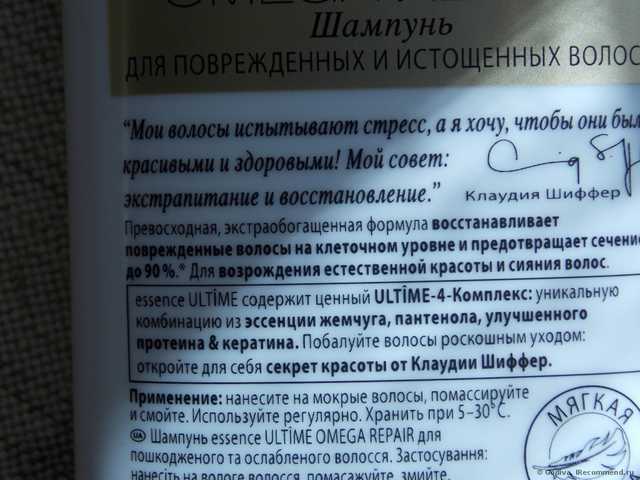 Шампунь
ДЛЯ ПОВРЕЖДЕННЫХ И ИСТОЩЕННЫХ ВОЛОС
“Мои волосы испытывают стресс, а я хочу, чтобы они был
красивыми и здоровыми! Мой совет:
экстрапитание и восстановление.”
Клаудия Шиффер
Превосходная, экстраобогащенная формула восстанавливает
поврежденные волосы на клеточном уровне и предотвращает сечение
до 90 %.* Для возрождения естественной красоты и сияния волос.
essence ULTÎME содержит ценный ULTÎME-4-Комплекс: уникальную
комбинацию из эссенции жемчуга, пантенола, улучшенного
протеина & кератина. Побалуйте волосы роскошным уходом:
откройте для себя секрет красоты от Клаудии Шиффер.
Применение: нанесите на мокрые волосы, помассируйте
и смойте. Используйте регулярно. Хранить при 5–30°C.
UA Шампунь essence ULTÎME OMEGA REPAIR для
пошкодженого та ослабленого волосся. Застосування:
нанесіть на вологе волосся, помасажуйте, змийте.
МЯГКАЯ
© Godiva, IRecommend.ru